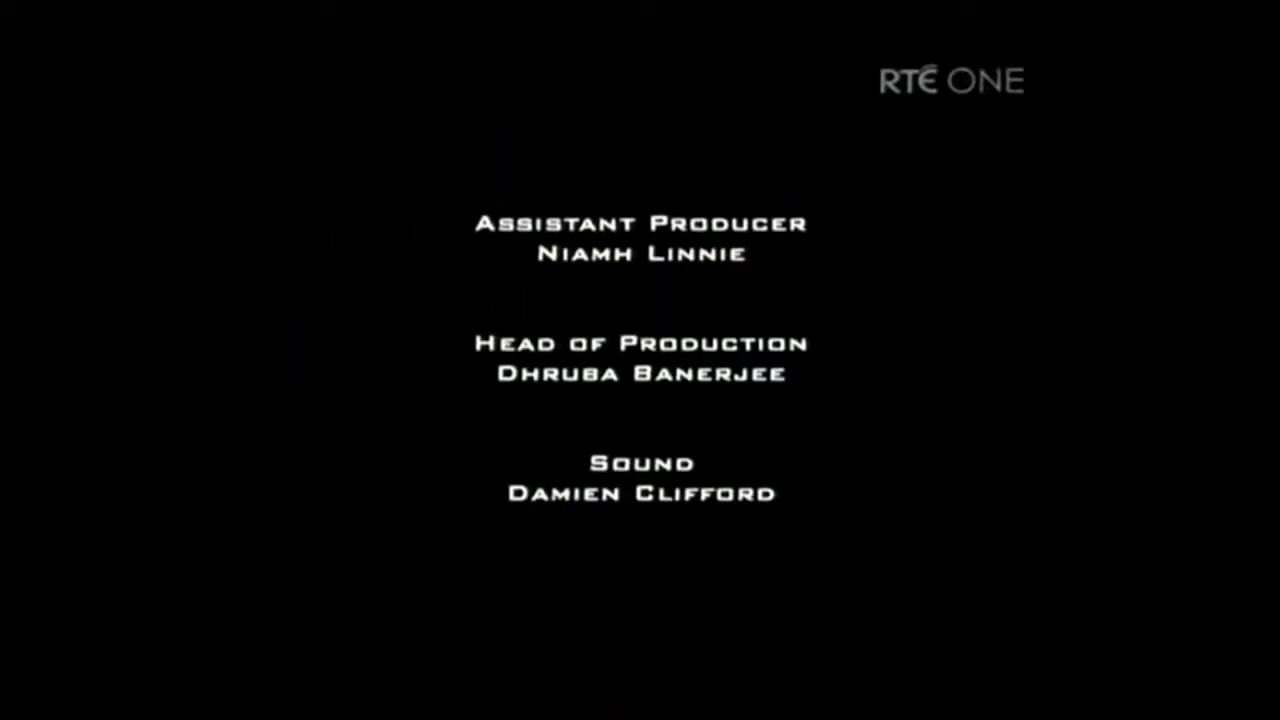 RTÉ ONE
Assistant Producer
Niamh Linnie
Head of Production
Dhruba Banerjee
Sound
Damien Clifford